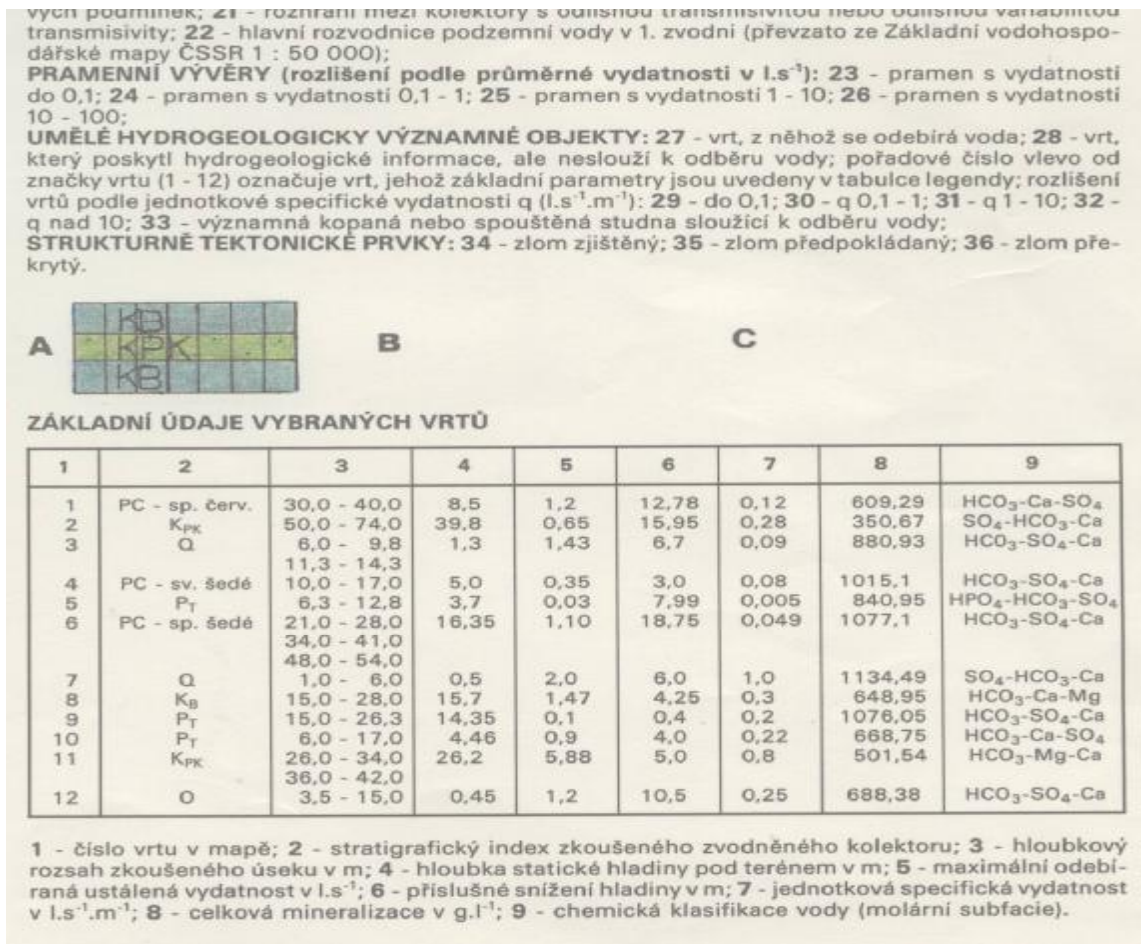 vých podmínek; 21 - rozhraní mezi kolektory s odlišnou transmisivitou nebo odlišnou variabilitou
transmisivity; 22 - hlavní rozvodnice podzemní vody v 1. zvodni (převzato ze Základní vodohospo-
dářské mapy ČSSR 1 : 50 000);
PRAMENNÍ VÝVĚRY (rozlišení podle průměrné vydatnosti v l.s⁻¹): 23 - pramen s vydatností
do 0,1; 24 - pramen s vydatností 0,1 - 1; 25 - pramen s vydatností 1 - 10; 26 - pramen s vydatností
10 - 100;
UMĚLÉ HYDROGEOLOGICKY VÝZNAMNÉ OBJEKTY: 27 - vrt, z něhož se odebírá voda; 28 - vrt,
který poskytl hydrogeologické informace, ale neslouží k odběru vody; pořadové číslo vlevo od
značky vrtu (1 - 12) označuje vrt, jehož základní parametry jsou uvedeny v tabulce legendy; rozlišení
vrtů podle jednotkové specifické vydatnosti q (l.s⁻¹.m⁻¹): 29 - do 0,1; 30 - q 0,1 - 1; 31 - q 1 - 10; 32 -
q nad 10; 33 - významná kopaná nebo spouštěná studna sloužící k odběru vody;
STRUKTURNĚ TEKTONICKÉ PRVKY: 34 - zlom zjištěný; 35 - zlom předpokládaný; 36 - zlom pře-
krytý.
KB
A KPK B C
KB
ZÁKLADNÍ ÚDAJE VYBRANÝCH VRTŮ
1 2 3 4 5 6 7 8 9
1 PC - sp. červ. 30,0 - 40,0 8,5 1,2 12,78 0,12 609,29 HCO₃-Ca-SO₄
2 K_PK 50,0 - 74,0 39,8 0,65 15,95 0,28 350,67 SO₄-HCO₃-Ca
3 Q 6,0 - 9,8 1,3 1,43 6,7 0,09 880,93 HCO₃-SO₄-Ca
11,3 - 14,3
4 PC - sv. šedé 10,0 - 17,0 5,0 0,35 3,0 0,08 1015,1 HCO₃-SO₄-Ca
5 P_T 6,3 - 12,8 3,7 0,03 7,99 0,005 840,95 HPO₄-HCO₃-SO₄
6 PC - sp. šedé 21,0 - 28,0 16,35 1,10 18,75 0,049 1077,1 HCO₃-SO₄-Ca
34,0 - 41,0
48,0 - 54,0
7 Q 1,0 - 6,0 0,5 2,0 6,0 1,0 1134,49 SO₄-HCO₃-Ca
8 K_B 15,0 - 28,0 15,7 1,47 4,25 0,3 648,95 HCO₃-Ca-Mg
9 P_T 15,0 - 26,3 14,35 0,1 0,4 0,2 1076,05 HCO₃-SO₄-Ca
10 P_T 6,0 - 17,0 4,46 0,9 4,0 0,22 668,75 HCO₃-Ca-SO₄
11 K_PK 26,0 - 34,0 26,2 5,88 5,0 0,8 501,54 HCO₃-Mg-Ca
36,0 - 42,0
12 O 3,5 - 15,0 0,45 1,2 10,5 0,25 688,38 HCO₃-SO₄-Ca
1 - číslo vrtu v mapě; 2 - stratigrafický index zkoušeného zvodněného kolektoru; 3 - hloubkový
rozsah zkoušeného úseku v m; 4 - hloubka statické hladiny pod terénem v m; 5 - maximální odebí-
raná ustálená vydatnost v l.s⁻¹; 6 - příslušné snížení hladiny v m; 7 - jednotková specifická vydatnost
v l.s⁻¹.m⁻¹; 8 - celková mineralizace v g.l⁻¹; 9 - chemická klasifikace vody (molární subfacie).